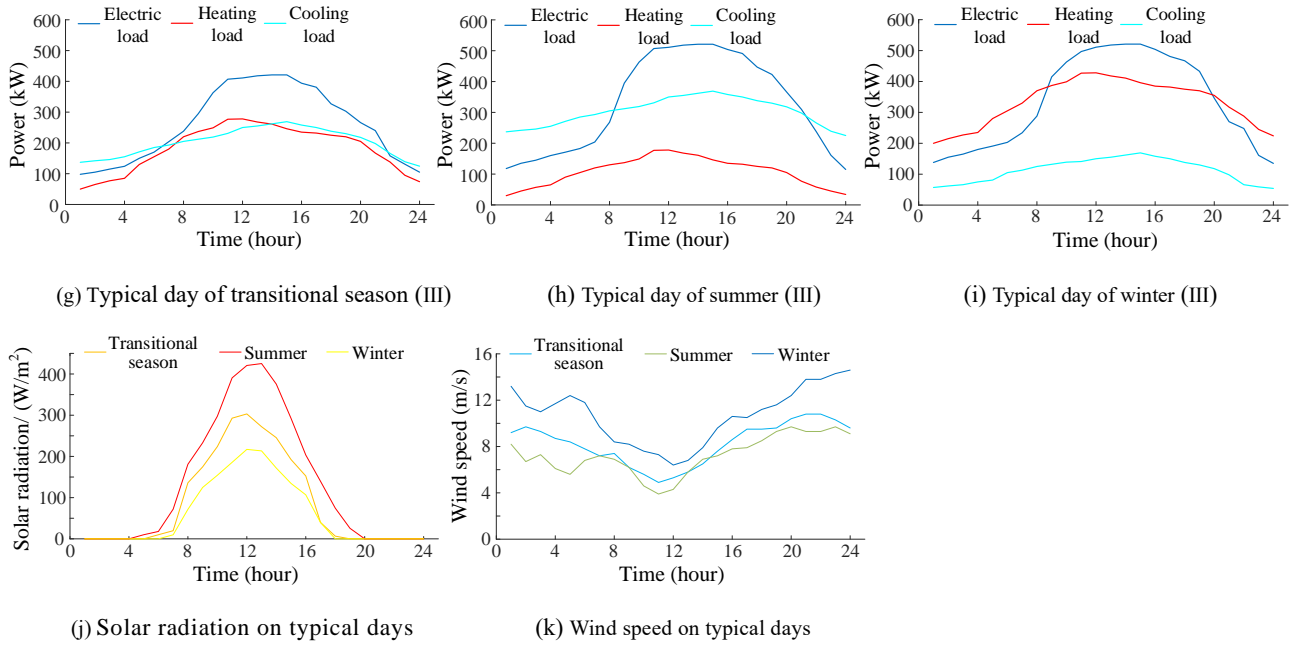 Electric load
Heating load
Cooling load
600
500
400
300
200
100
0
Power (kW)
0 4 8 12 16 20 24
Time (hour)
(g) Typical day of transitional season (III)
Electric load
Heating load
Cooling load
600
500
400
300
200
100
0
Power (kW)
0 4 8 12 16 20 24
Time (hour)
(h) Typical day of summer (III)
Electric load
Heating load
Cooling load
600
500
400
300
200
100
0
Power (kW)
0 4 8 12 16 20 24
Time (hour)
(i) Typical day of winter (III)
Transitional season
Summer
Winter
400
300
200
100
0
Solar radiation/ (W/m²)
0 4 8 12 16 20 24
Time (hour)
(j) Solar radiation on typical days
Transitional season
Summer
Winter
16
12
8
4
0
Wind speed (m/s)
0 4 8 12 16 20 24
Time (hour)
(k) Wind speed on typical days